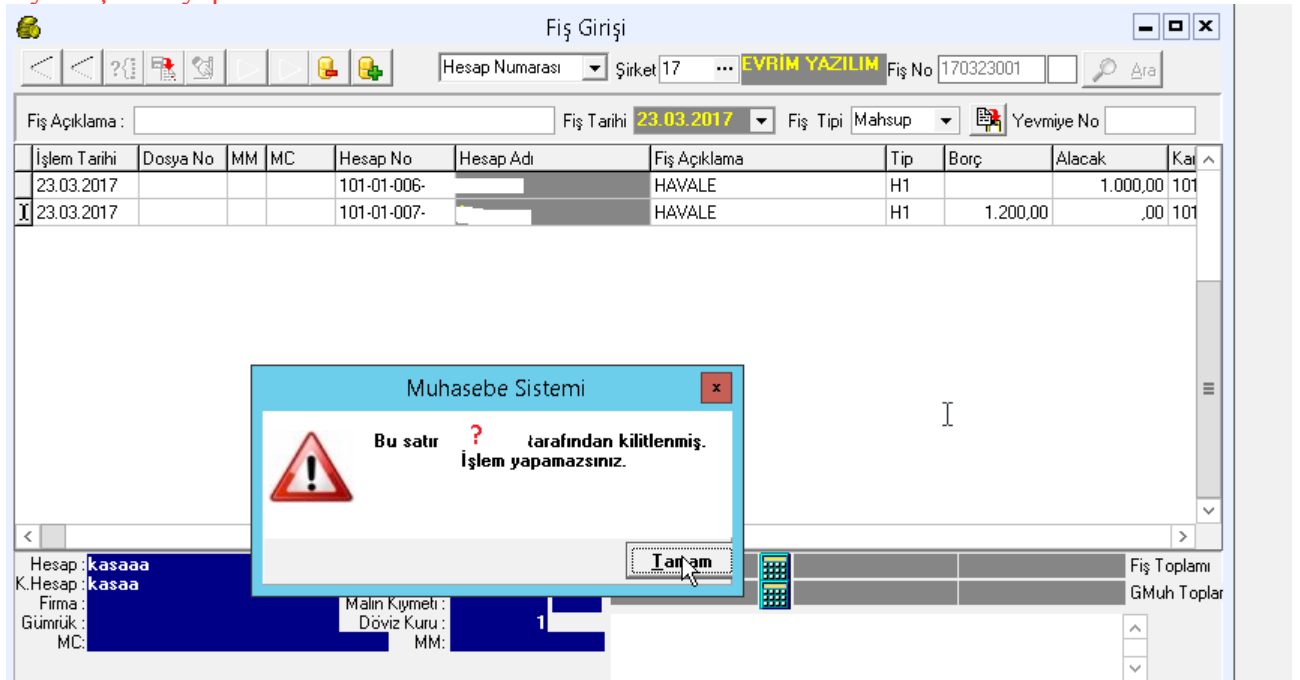 Fiş Girişi
?{ Hesap Numarası Şirket 17 ... EVRİM YAZILIM Fiş No 170323001 Ara
Fiş Açıklama : Fiş Tarihi 23.03.2017 Fiş Tipi Mahsup Yevmiye No
İşlem Tarihi Dosya No MM MC Hesap No Hesap Adı Fiş Açıklama Tip Borç Alacak Kar
23.03.2017 101-01-006- HAVALE H1 1.000,00 101
23.03.2017 101-01-007- HAVALE H1 1.200,00 ,00 101
Muhasebe Sistemi
Bu satır ? tarafından kilitlenmiş.
İşlem yapamazsınız.
Tamam
Hesap : kasaaa Fiş Toplamı
K.Hesap : kasaa GMuh Toplar
Firma : Malın Kıymeti :
Gümrük : Döviz Kuru : 1
MC: MM: